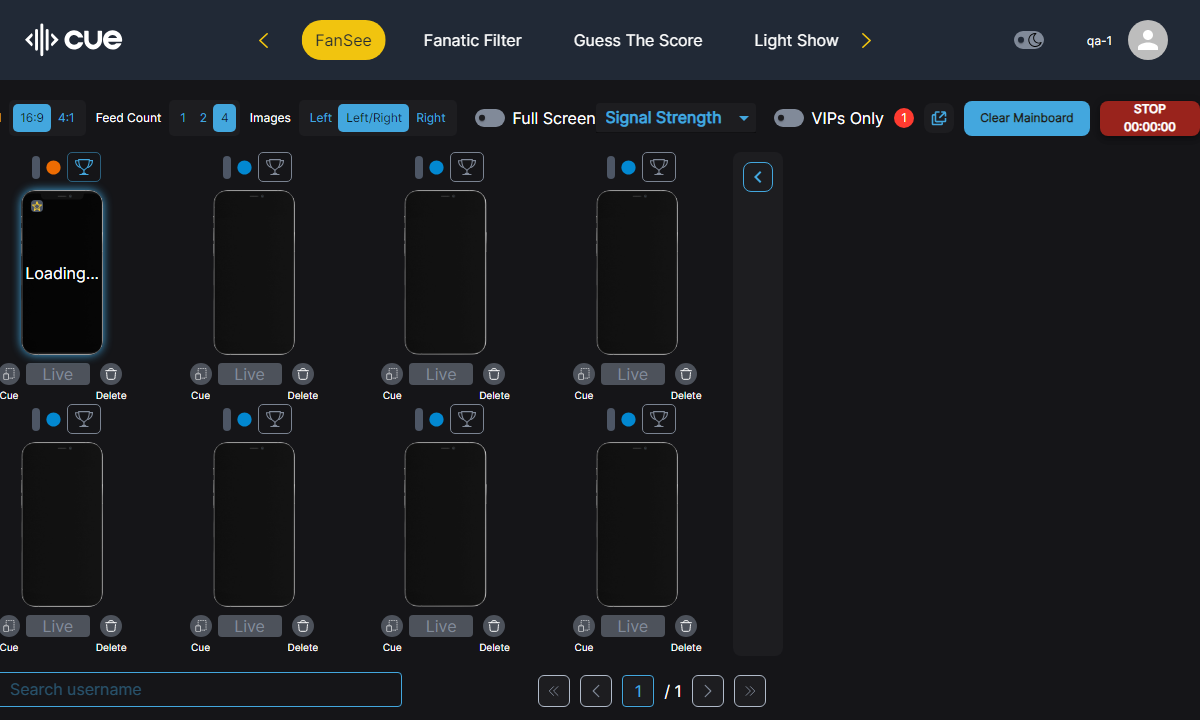 cue
FanSee
Fanatic Filter
Guess The Score
Light Show
qa-1
16:9
4:1
Feed Count
1
2
4
Images
Left
Left/Right
Right
Full Screen
Signal Strength
VIPs Only
1
Clear Mainboard
STOP
00:00:00
Loading...
Live
Live
Live
Live
Cue
Delete
Cue
Delete
Cue
Delete
Cue
Delete
Live
Live
Live
Live
Cue
Delete
Cue
Delete
Cue
Delete
Cue
Delete
Search username
1
/ 1